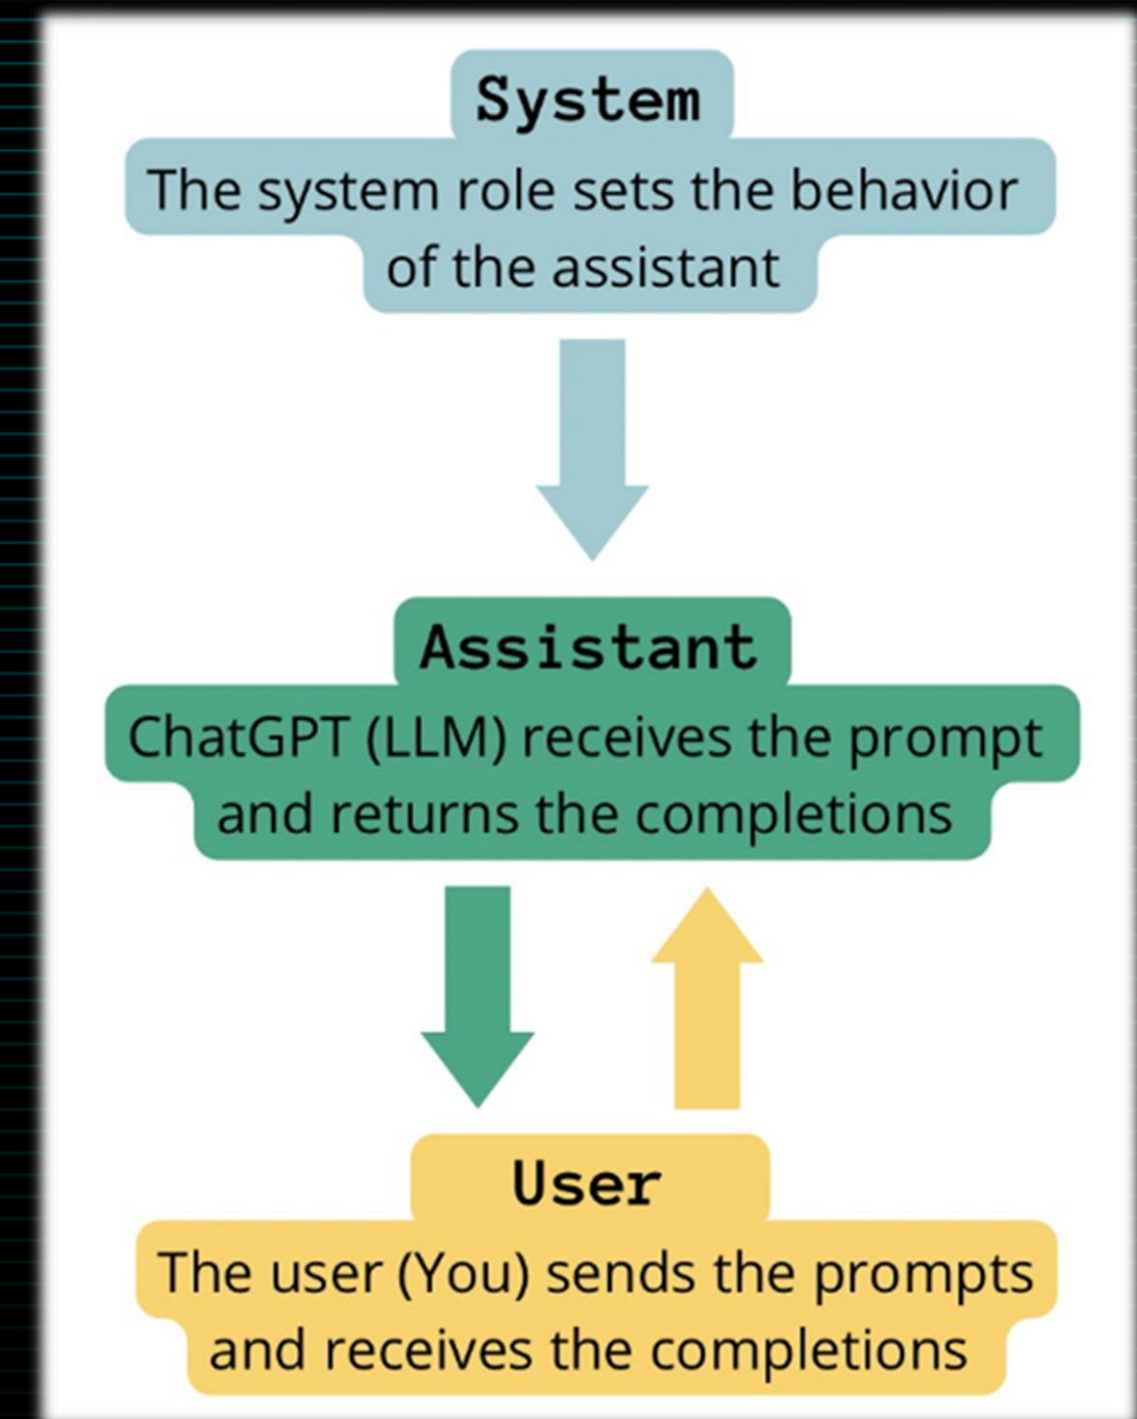 System
The system role sets the behavior
of the assistant
Assistant
ChatGPT (LLM) receives the prompt
and returns the completions
User
The user (You) sends the prompts
and receives the completions